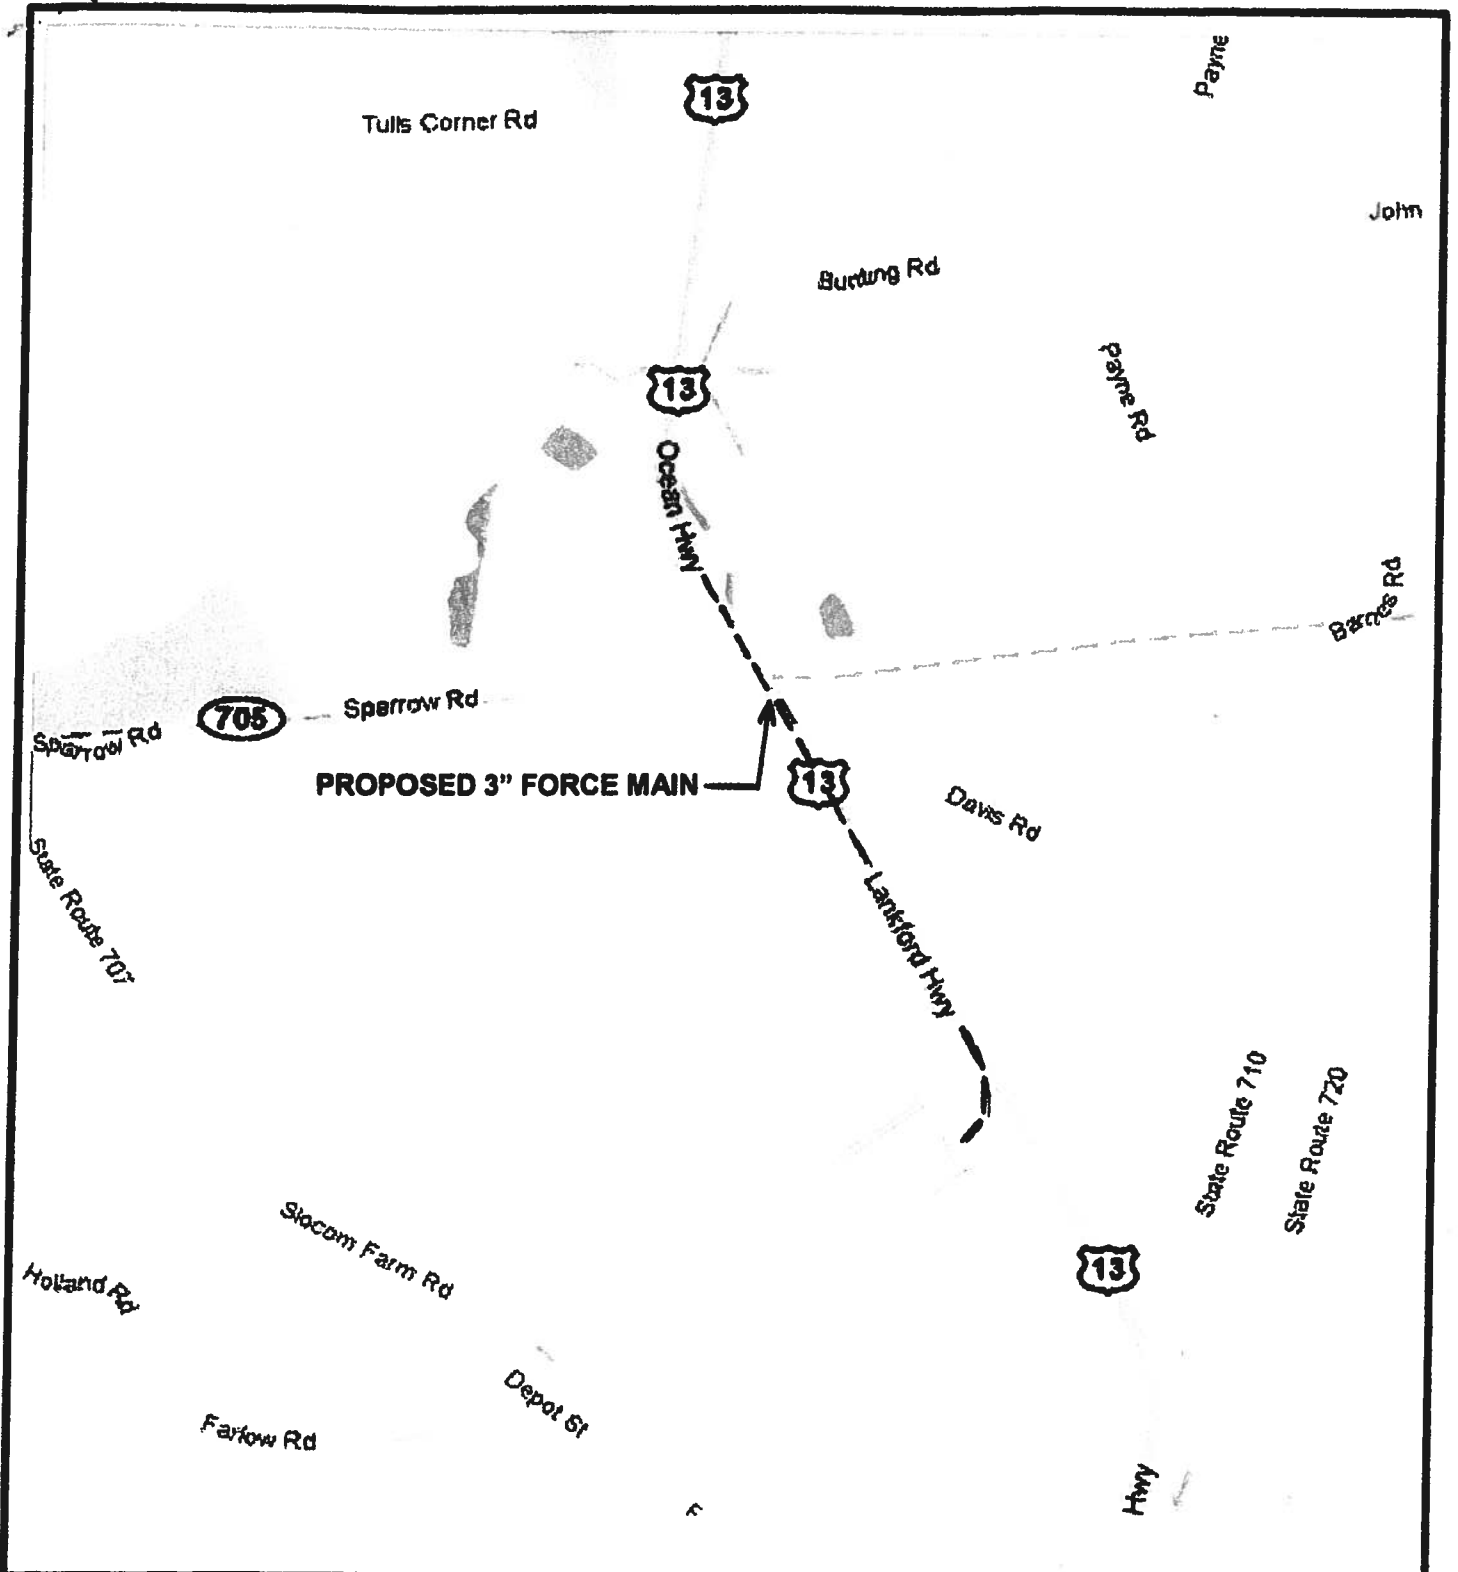 Payne
13
Tulls Corner Rd
John
Bunting Rd
13
Payne Rd
Ocean Hwy
Barnes Rd
Sparrow Rd
705
Sparrow Rd
PROPOSED 3” FORCE MAIN
13
Davis Rd
State Route 707
Lankford Hwy
State Route 710
State Route 720
Slocom Farm Rd
13
Holland Rd
Depot St
Farlow Rd
Hwy
F